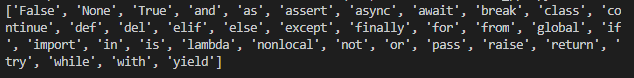 ['False', 'None', 'True', 'and', 'as', 'assert', 'async', 'await', 'break', 'class', 'co
ntinue', 'def', 'del', 'elif', 'else', 'except', 'finally', 'for', 'from', 'global', 'if
', 'import', 'in', 'is', 'lambda', 'nonlocal', 'not', 'or', 'pass', 'raise', 'return', '
try', 'while', 'with', 'yield']